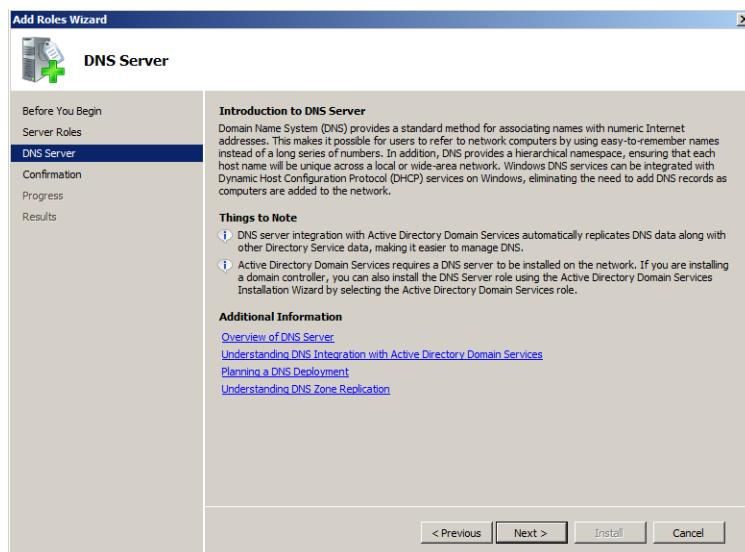 Add Roles Wizard
DNS Server
Before You Begin
Server Roles
DNS Server
Confirmation
Progress
Results
Introduction to DNS Server
Domain Name System (DNS) provides a standard method for associating names with numeric Internet
addresses. This makes it possible for users to refer to network computers by using easy-to-remember names
instead of a long series of numbers. In addition, DNS provides a hierarchical namespace, ensuring that each
host name will be unique across a local or wide-area network. Windows DNS services can be integrated with
Dynamic Host Configuration Protocol (DHCP) services on Windows, eliminating the need to add DNS records as
computers are added to the network.
Things to Note
DNS server integration with Active Directory Domain Services automatically replicates DNS data along with
other Directory Service data, making it easier to manage DNS.
Active Directory Domain Services requires a DNS server to be installed on the network. If you are installing
a domain controller, you can also install the DNS Server role using the Active Directory Domain Services
Installation Wizard by selecting the Active Directory Domain Services role.
Additional Information
Overview of DNS Server
Understanding DNS Integration with Active Directory Domain Services
Planning a DNS Deployment
Understanding DNS Zone Replication
< Previous
Next >
Install
Cancel